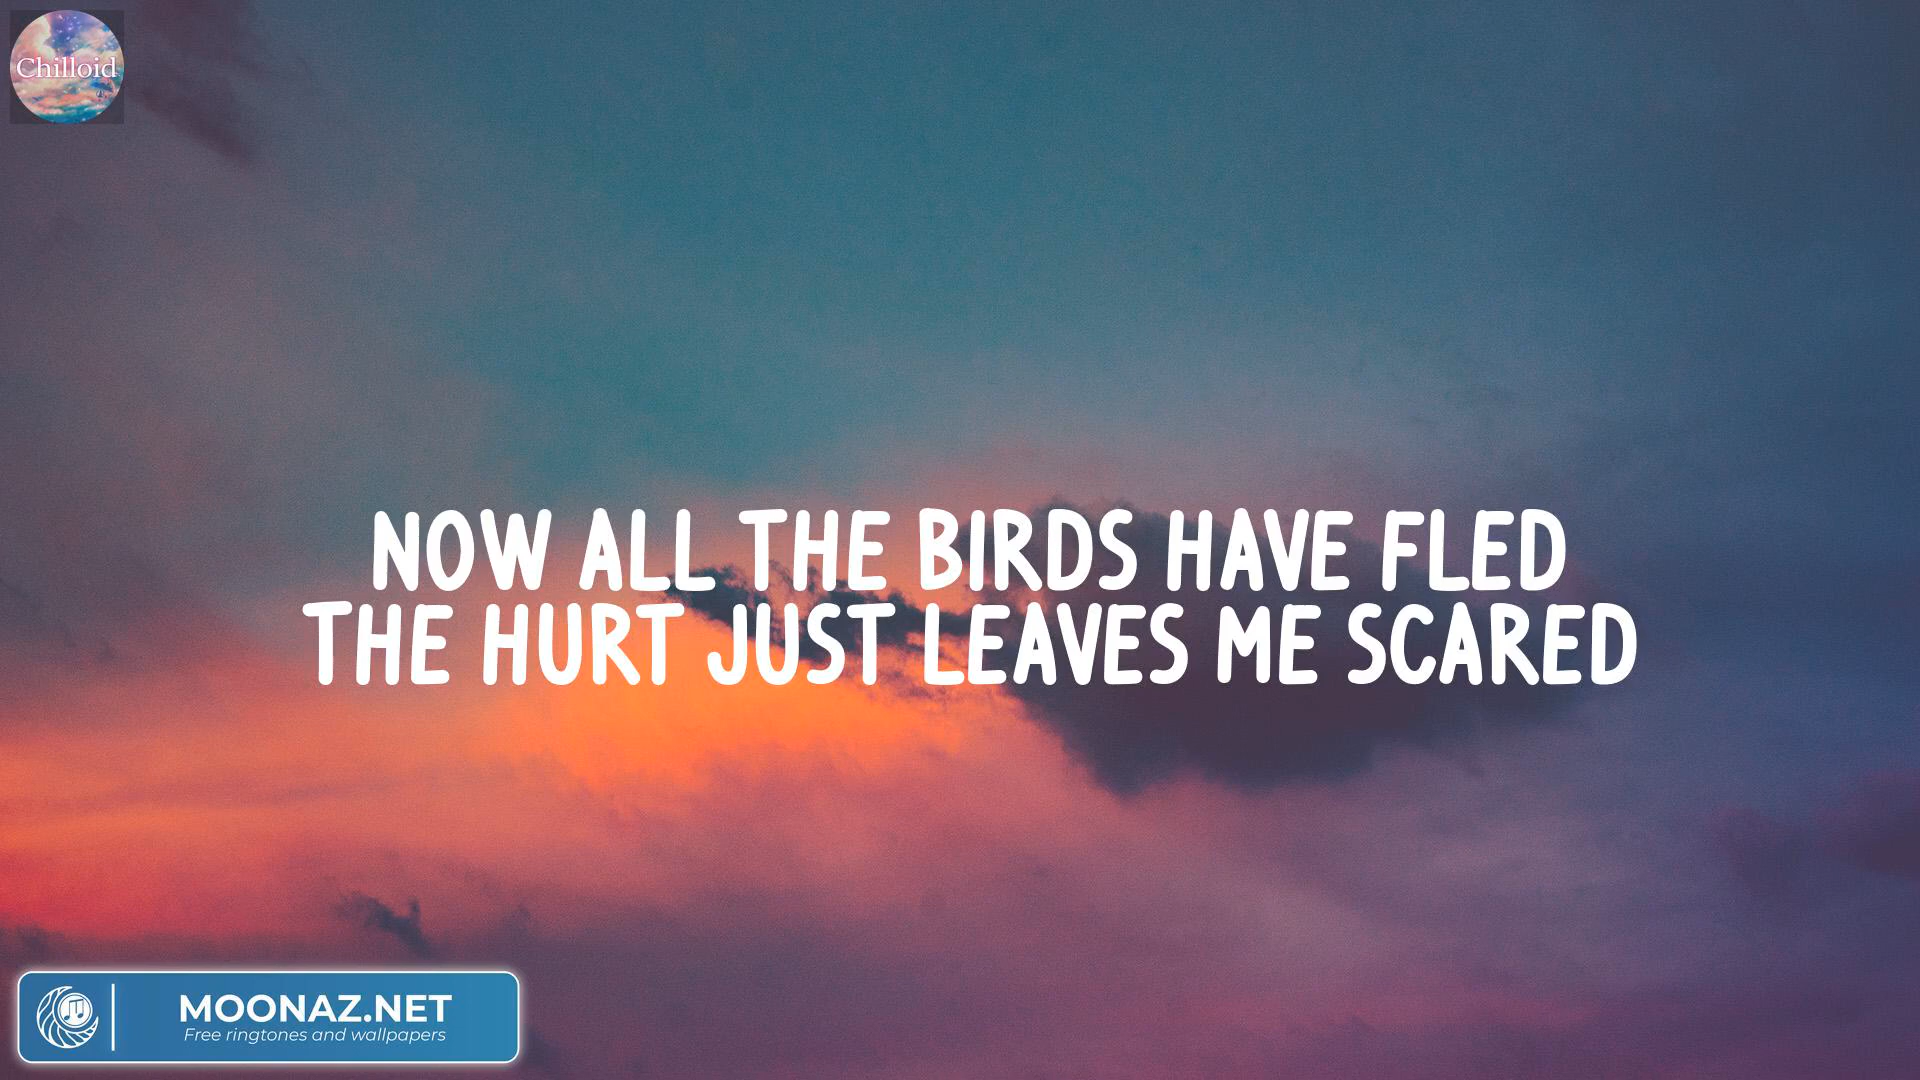 Chilloid
NOW ALL THE BIRDS HAVE FLED
THE HURT JUST LEAVES ME SCARED
MOONAZ.NET
Free ringtones and wallpapers